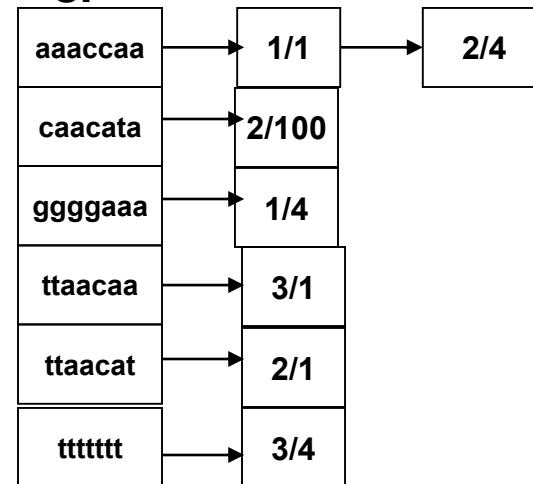 aaaccaa 1/1 2/4
caacata 2/100
ggggaaa 1/4
ttaacaa 3/1
ttaacat 2/1
ttttttt 3/4